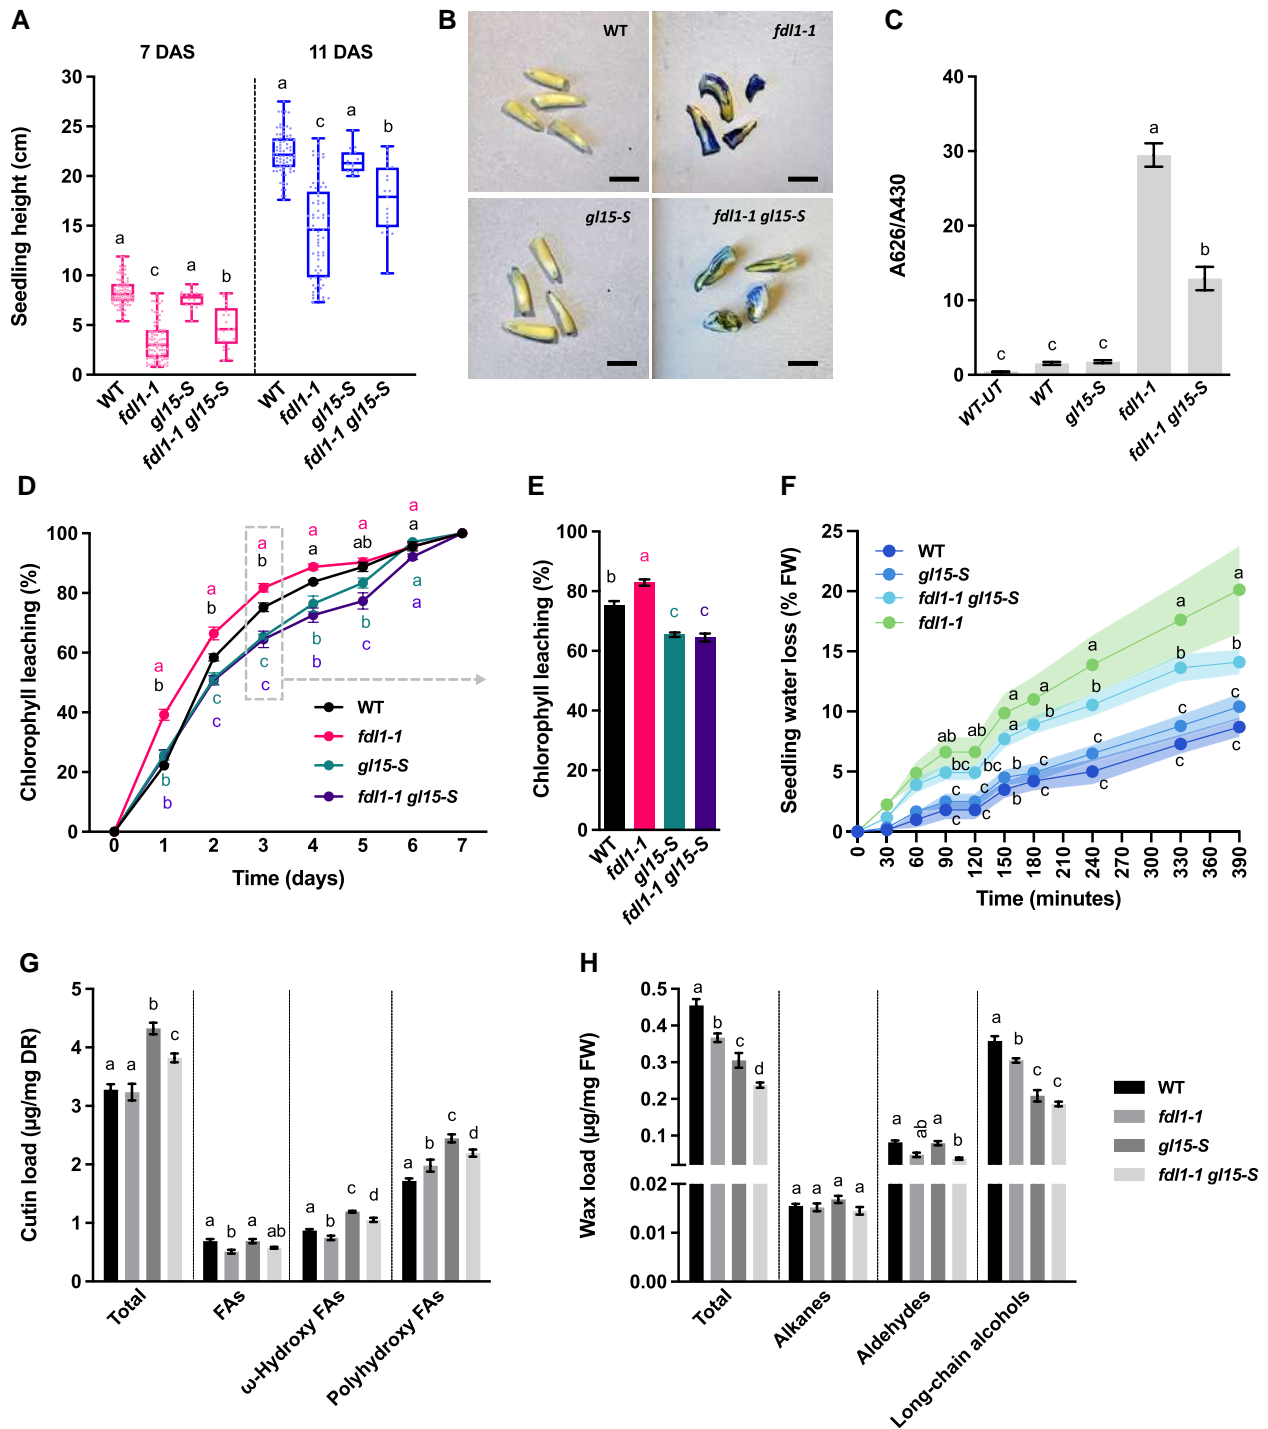 A
7 DAS
11 DAS
Seedling height (cm)
30
25
20
15
10
5
0
a
c
a
b
a
c
a
b
WT
fdl1-1
gl15-S
fdl1-1 gl15-S
WT
fdl1-1
gl15-S
fdl1-1 gl15-S
B
WT
fdl1-1
gl15-S
fdl1-1 gl15-S
C
A626/A430
40
30
20
10
0
c
c
c
a
b
WT-UT
WT
gl15-S
fdl1-1
fdl1-1 gl15-S
D
Chlorophyll leaching (%)
100
80
60
40
20
0
a
b
b
b
a
b
c
c
a
b
c
c
a
a
b
b
a
ab
b
c
a
a
a
a
WT
fdl1-1
gl15-S
fdl1-1 gl15-S
0 1 2 3 4 5 6 7
Time (days)
E
Chlorophyll leaching (%)
100
80
60
40
20
0
b
a
c
c
WT
fdl1-1
gl15-S
fdl1-1 gl15-S
F
Seedling water loss (% FW)
25
20
15
10
5
0
WT
gl15-S
fdl1-1 gl15-S
fdl1-1
ab
bc
c
c
ab
bc
c
c
a
a
b
b
a
b
c
c
a
b
c
c
a
b
c
c
a
b
c
c
0 30 60 90 120 150 180 210 240 270 300 330 360 390
Time (minutes)
G
Cutin load (µg/mg DR)
5
4
3
2
1
0
a
a
b
c
a
b
a
ab
a
b
c
d
a
b
c
d
Total
FAs
ω-Hydroxy FAs
Polyhydroxy FAs
H
Wax load (µg/mg FW)
0.5
0.4
0.3
0.2
0.1
0.02
0.01
0.00
a
b
c
d
a
a
a
a
a
ab
a
b
a
b
c
c
Total
Alkanes
Aldehydes
Long-chain alcohols
WT
fdl1-1
gl15-S
fdl1-1 gl15-S